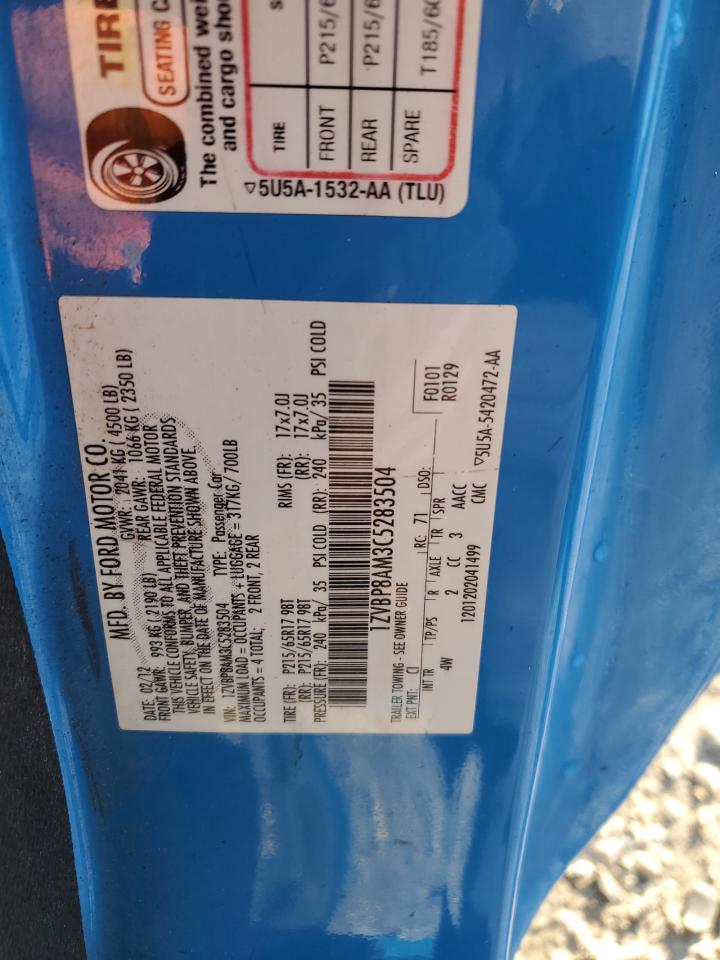 TIRE
SEATING C
The combined wei
and cargo sho
TIRE
FRONT P215/6
REAR P215/6
SPARE T185/60
▽5U5A-1532-AA (TLU)
MFD. BY FORD MOTOR CO.
DATE: 02/12 GVWR: 2041 KG ( 4500 LB)
FRONT GAWR: 993 KG ( 2190 LB) REAR GAWR: 1066 KG ( 2350 LB)
THIS VEHICLE CONFORMS TO ALL APPLICABLE FEDERAL MOTOR
VEHICLE SAFETY, BUMPER, AND THEFT PREVENTION STANDARDS
IN EFFECT ON THE DATE OF MANUFACTURE SHOWN ABOVE.
VIN: 1ZVBP8AM3C5283504 TYPE: Passenger Car
MAXIMUM LOAD = OCCUPANTS + LUGGAGE = 317KG/700LB
OCCUPANTS = 4 TOTAL; 2 FRONT, 2 REAR
TIRE (FR): P215/65R17 98T RIMS (FR): 17x7.0J
(RR): P215/65R17 98T (RR): 17x7.0J
PRESSURE (FR): 240 kPa/ 35 PSI COLD (RR): 240 kPa/ 35 PSI COLD
1ZVBP8AM3C5283504
TRAILER TOWING - SEE OWNER GUIDE
EXT PNT: CI RC: 71 DSO: F0101
R0129
INT TR TP/PS R AXLE TR SPR
4W 2 CC 3 AACC
1201202041499 CMC
▽5U5A-5420472-AA